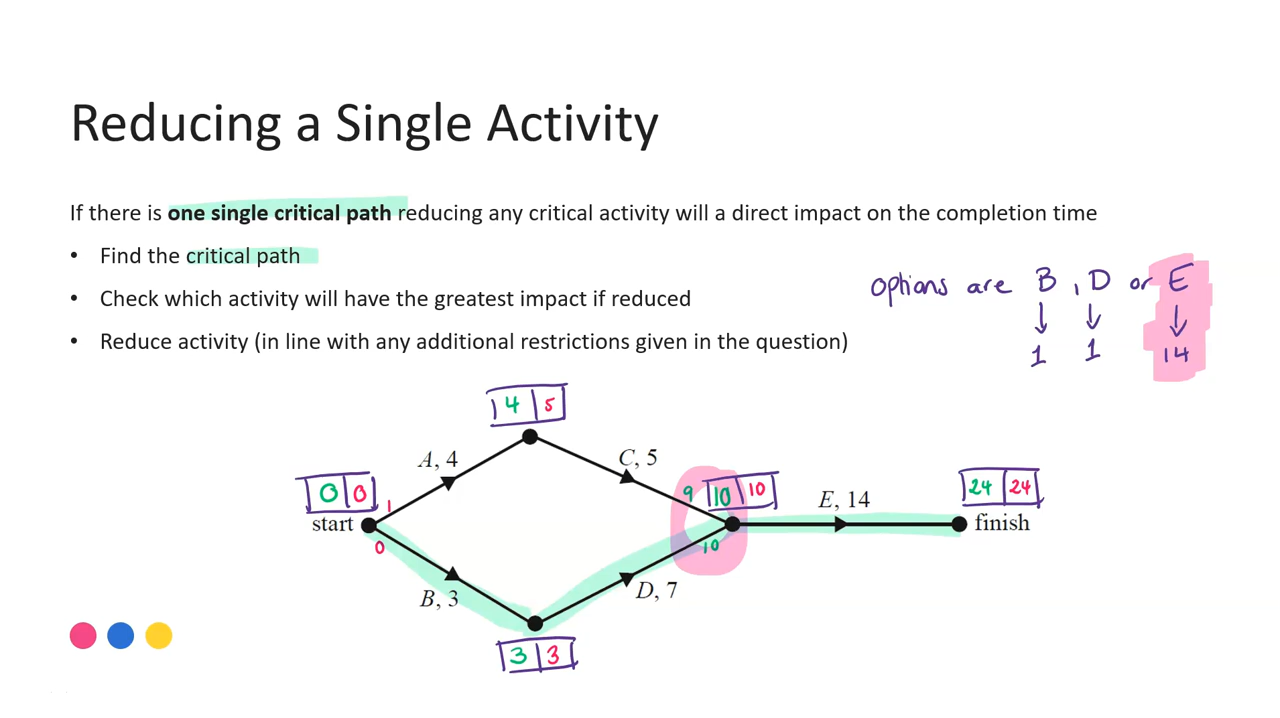 Reducing a Single Activity
If there is one single critical path reducing any critical activity will a direct impact on the completion time
• Find the critical path
• Check which activity will have the greatest impact if reduced
• Reduce activity (in line with any additional restrictions given in the question)
options are B, D or E
↓ ↓ ↓
1 1 14
4 5
A, 4
C, 5
0 0
1
9 10 10
24 24
start
E, 14
finish
0
10
B, 3
D, 7
3 3